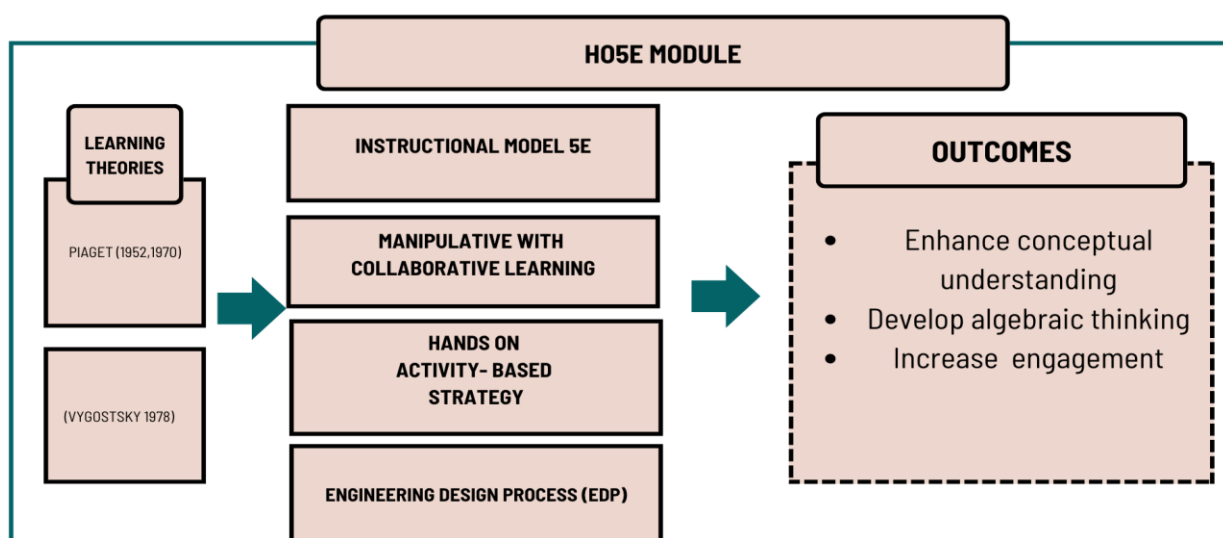 HO5E MODULE
LEARNING
THEORIES
PIAGET (1952,1970)
(VYGOSTSKY 1978)
INSTRUCTIONAL MODEL 5E
MANIPULATIVE WITH
COLLABORATIVE LEARNING
HANDS ON
ACTIVITY- BASED
STRATEGY
ENGINEERING DESIGN PROCESS (EDP)
OUTCOMES
• Enhance conceptual
understanding
• Develop algebraic thinking
• Increase engagement